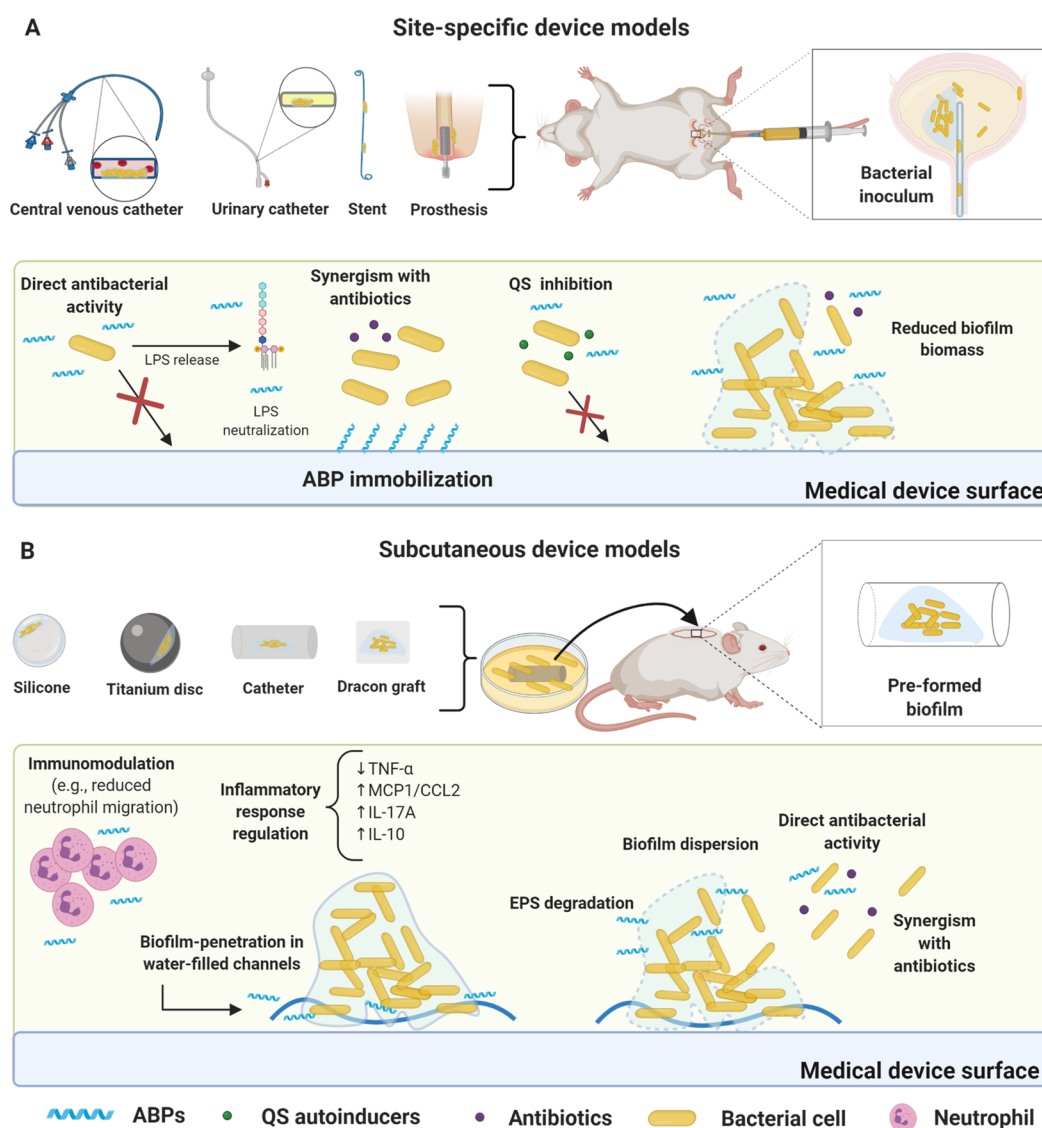 A
Site-specific device models
Central venous catheter
Urinary catheter
Stent
Prosthesis
Bacterial
inoculum
Direct antibacterial
activity
LPS release
LPS
neutralization
Synergism with
antibiotics
QS inhibition
Reduced biofilm
biomass
ABP immobilization
Medical device surface
B
Subcutaneous device models
Silicone
Titanium disc
Catheter
Dracon graft
Pre-formed
biofilm
Immunomodulation
(e.g., reduced
neutrophil migration)
Inflammatory
response
regulation
↓TNF-α
↑MCP1/CCL2
↑IL-17A
↑IL-10
Biofilm-penetration in
water-filled channels
EPS degradation
Biofilm dispersion
Direct antibacterial
activity
Synergism
with
antibiotics
Medical device surface
ABPs
QS autoinducers
Antibiotics
Bacterial cell
Neutrophil